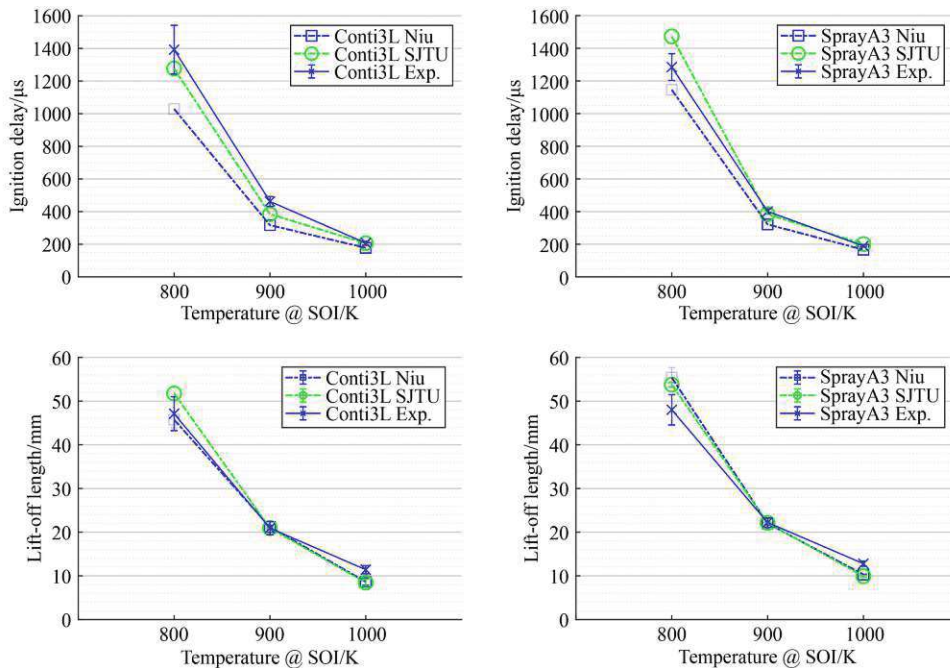 1600
1400
1200
1000
800
600
400
200
0
Ignition delay/μs
Conti3L Niu
Conti3L SJTU
Conti3L Exp.
800 900 1000
Temperature @ SOI/K
1600
1400
1200
1000
800
600
400
200
0
Ignition delay/μs
SprayA3 Niu
SprayA3 SJTU
SprayA3 Exp.
800 900 1000
Temperature @ SOI/K
60
50
40
30
20
10
0
Lift-off length/mm
Conti3L Niu
Conti3L SJTU
Conti3L Exp.
800 900 1000
Temperature @ SOI/K
60
50
40
30
20
10
0
Lift-off length/mm
SprayA3 Niu
SprayA3 SJTU
SprayA3 Exp.
800 900 1000
Temperature @ SOI/K